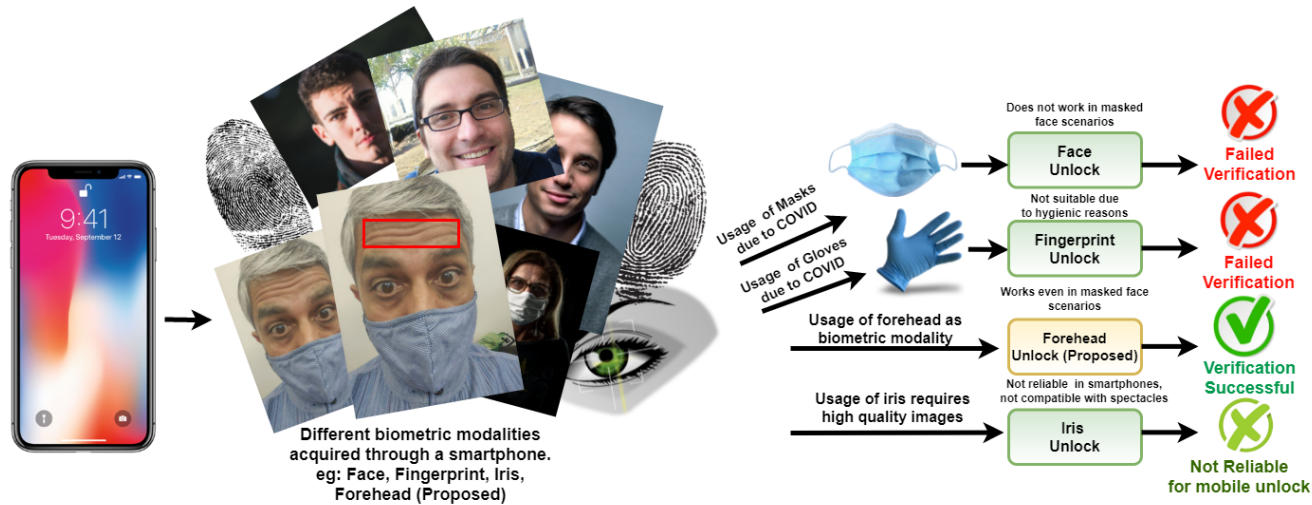 9:41
Tuesday, September 12
Different biometric modalities
acquired through a smartphone.
eg: Face, Fingerprint, Iris,
Forehead (Proposed)
Usage of Masks
due to COVID
Usage of Gloves
due to COVID
Usage of forehead as
biometric modality
Usage of iris requires
high quality images
Does not work in masked
face scenarios
Face
Unlock
Failed
Verification
Not suitable due
to hygienic reasons
Fingerprint
Unlock
Failed
Verification
Works even in masked face
scenarios
Forehead
Unlock (Proposed)
Verification
Successful
Not reliable in smartphones,
not compatible with spectacles
Iris
Unlock
Not Reliable
for mobile unlock